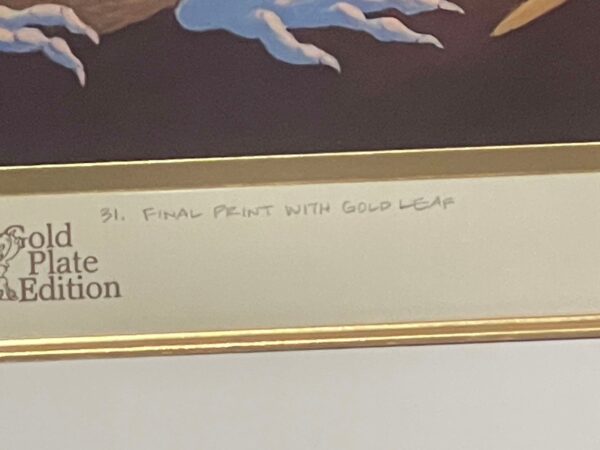 31. FINAL PRINT WITH GOLD LEAF
Gold
Plate
Edition